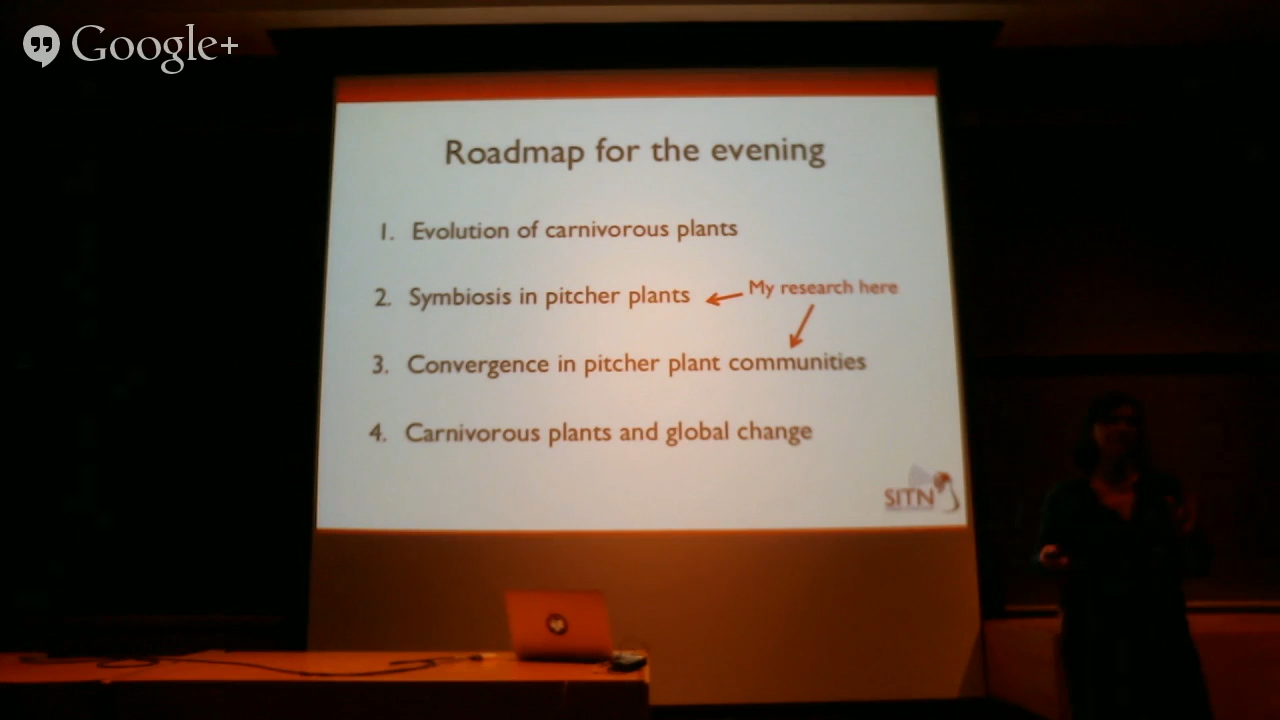 Google+
Roadmap for the evening
1. Evolution of carnivorous plants
2. Symbiosis in pitcher plants
My research here
3. Convergence in pitcher plant communities
4. Carnivorous plants and global change
SITN